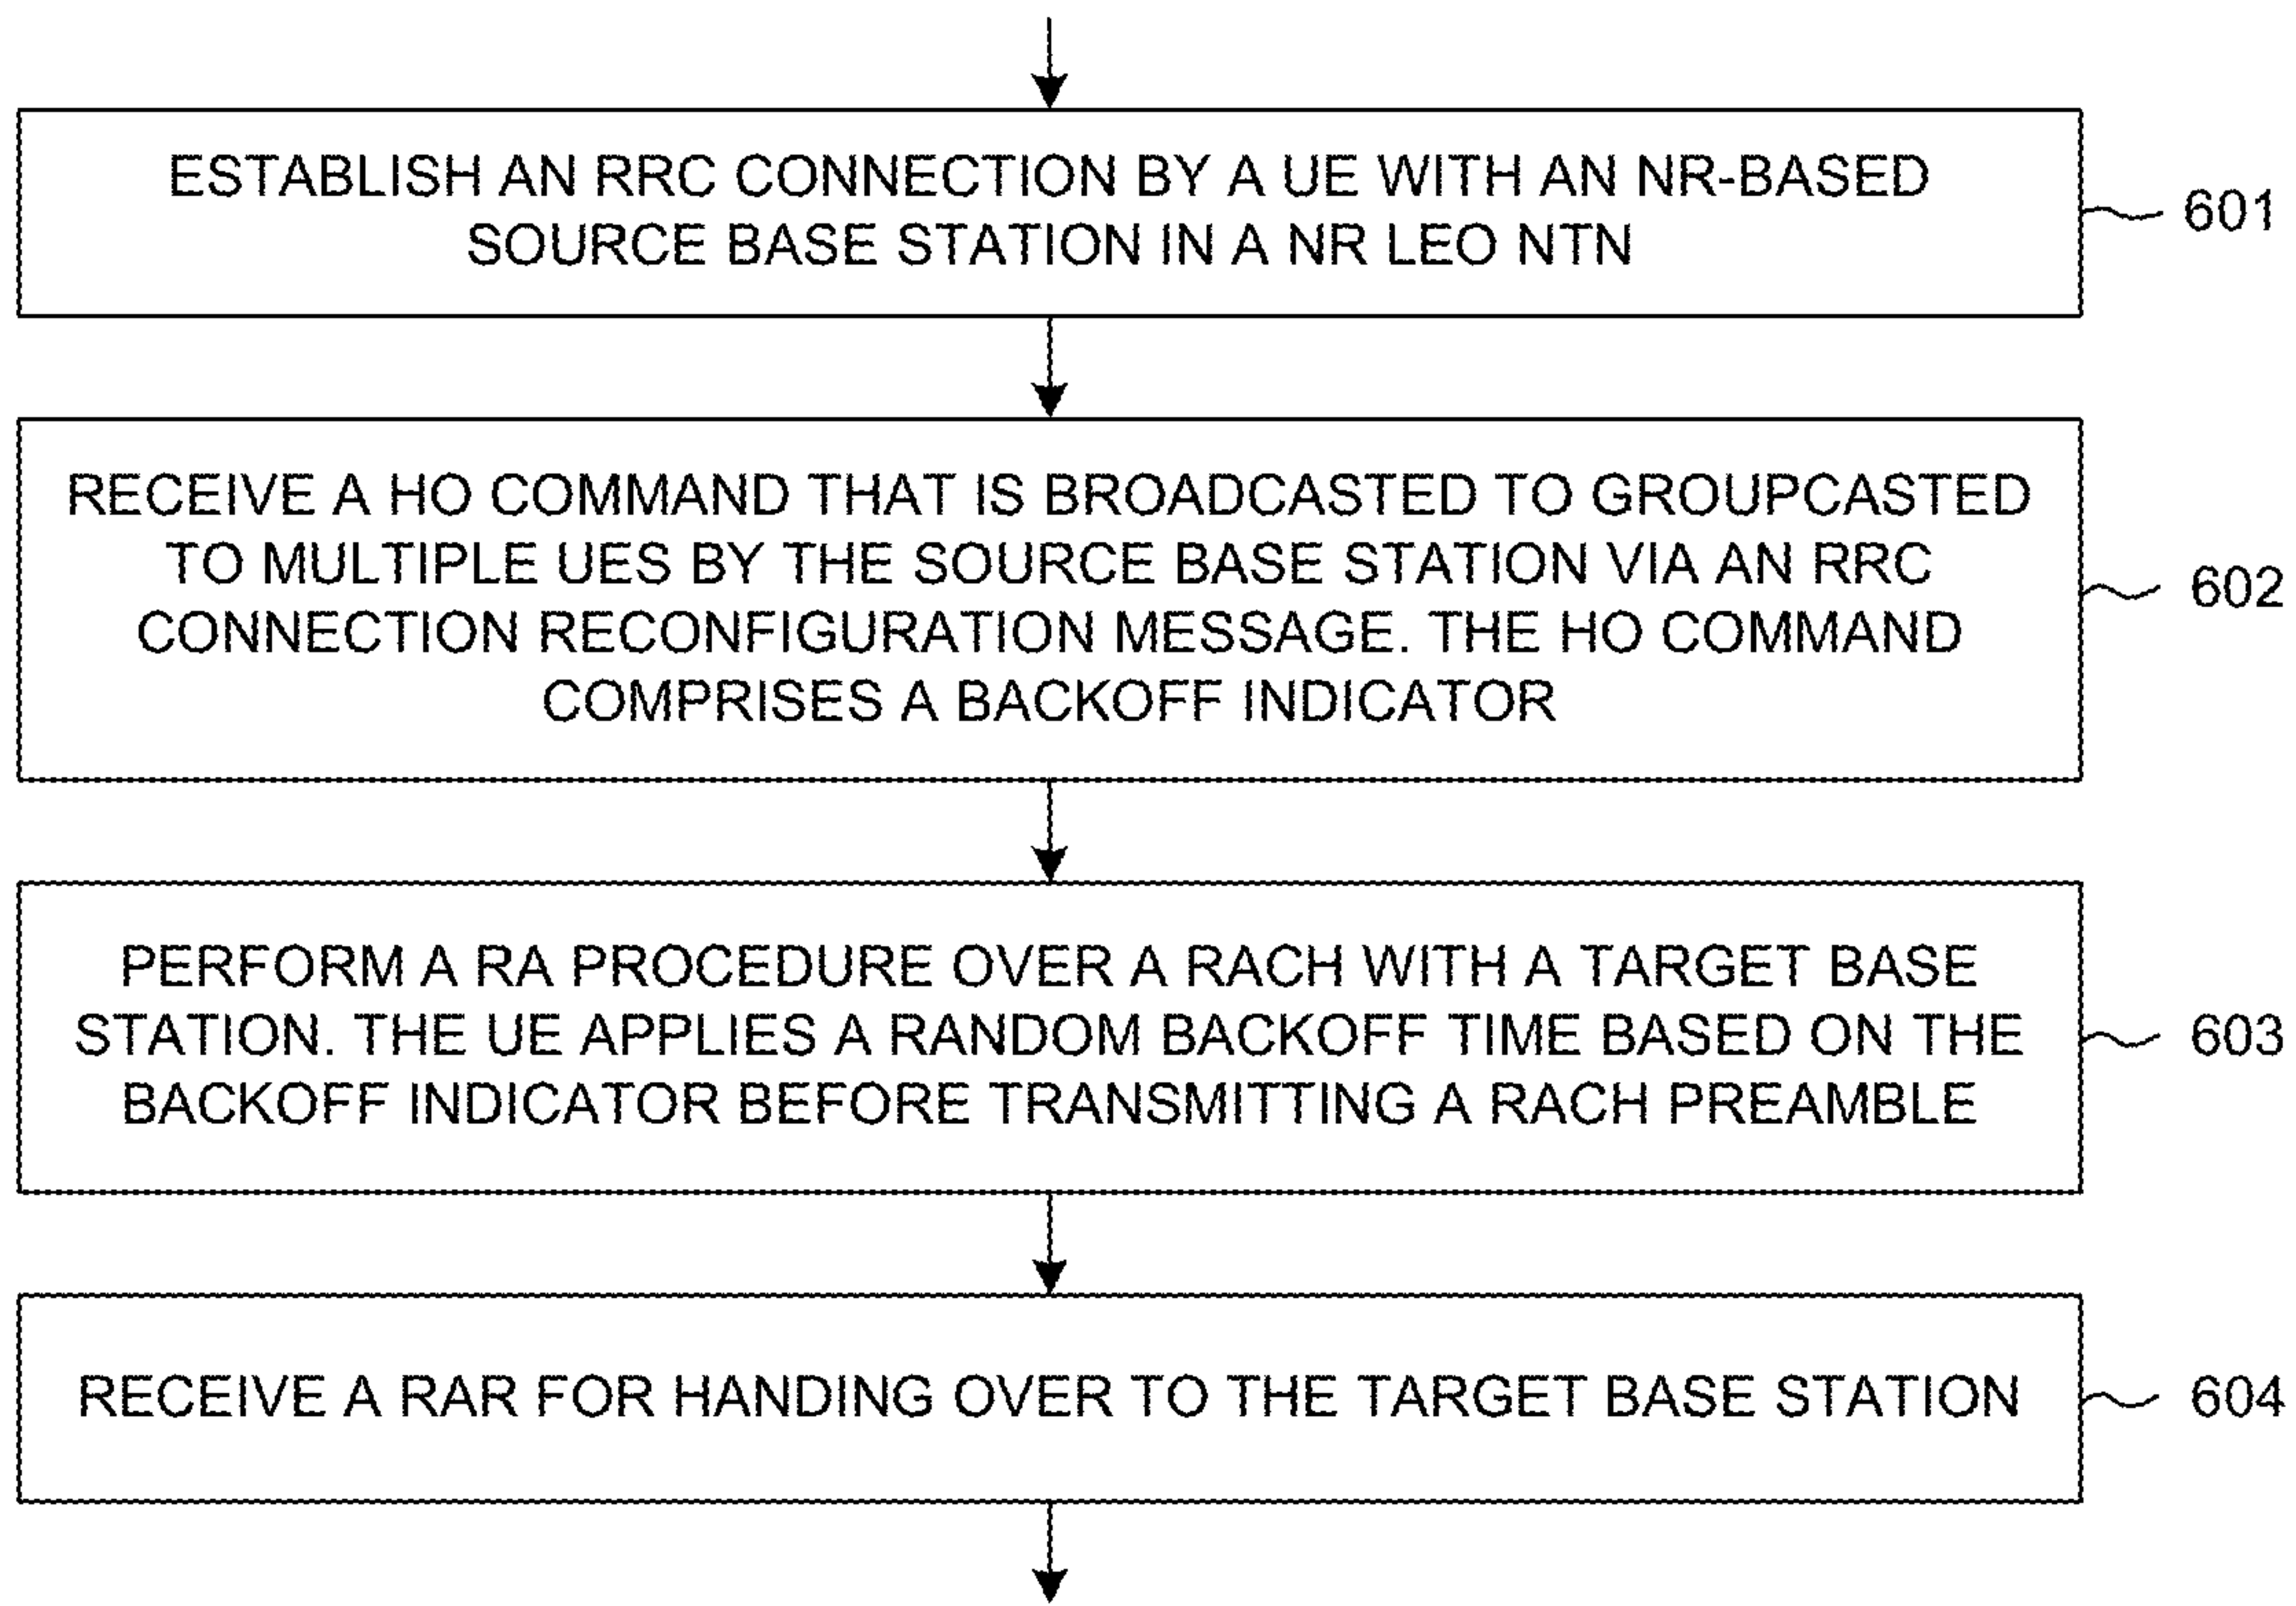 ESTABLISH AN RRC CONNECTION BY A UE WITH AN NR-BASED
SOURCE BASE STATION IN A NR LEO NTN
601
RECEIVE A HO COMMAND THAT IS BROADCASTED TO GROUPCASTED
TO MULTIPLE UES BY THE SOURCE BASE STATION VIA AN RRC
CONNECTION RECONFIGURATION MESSAGE. THE HO COMMAND
COMPRISES A BACKOFF INDICATOR
602
PERFORM A RA PROCEDURE OVER A RACH WITH A TARGET BASE
STATION. THE UE APPLIES A RANDOM BACKOFF TIME BASED ON THE
BACKOFF INDICATOR BEFORE TRANSMITTING A RACH PREAMBLE
603
RECEIVE A RAR FOR HANDING OVER TO THE TARGET BASE STATION
604